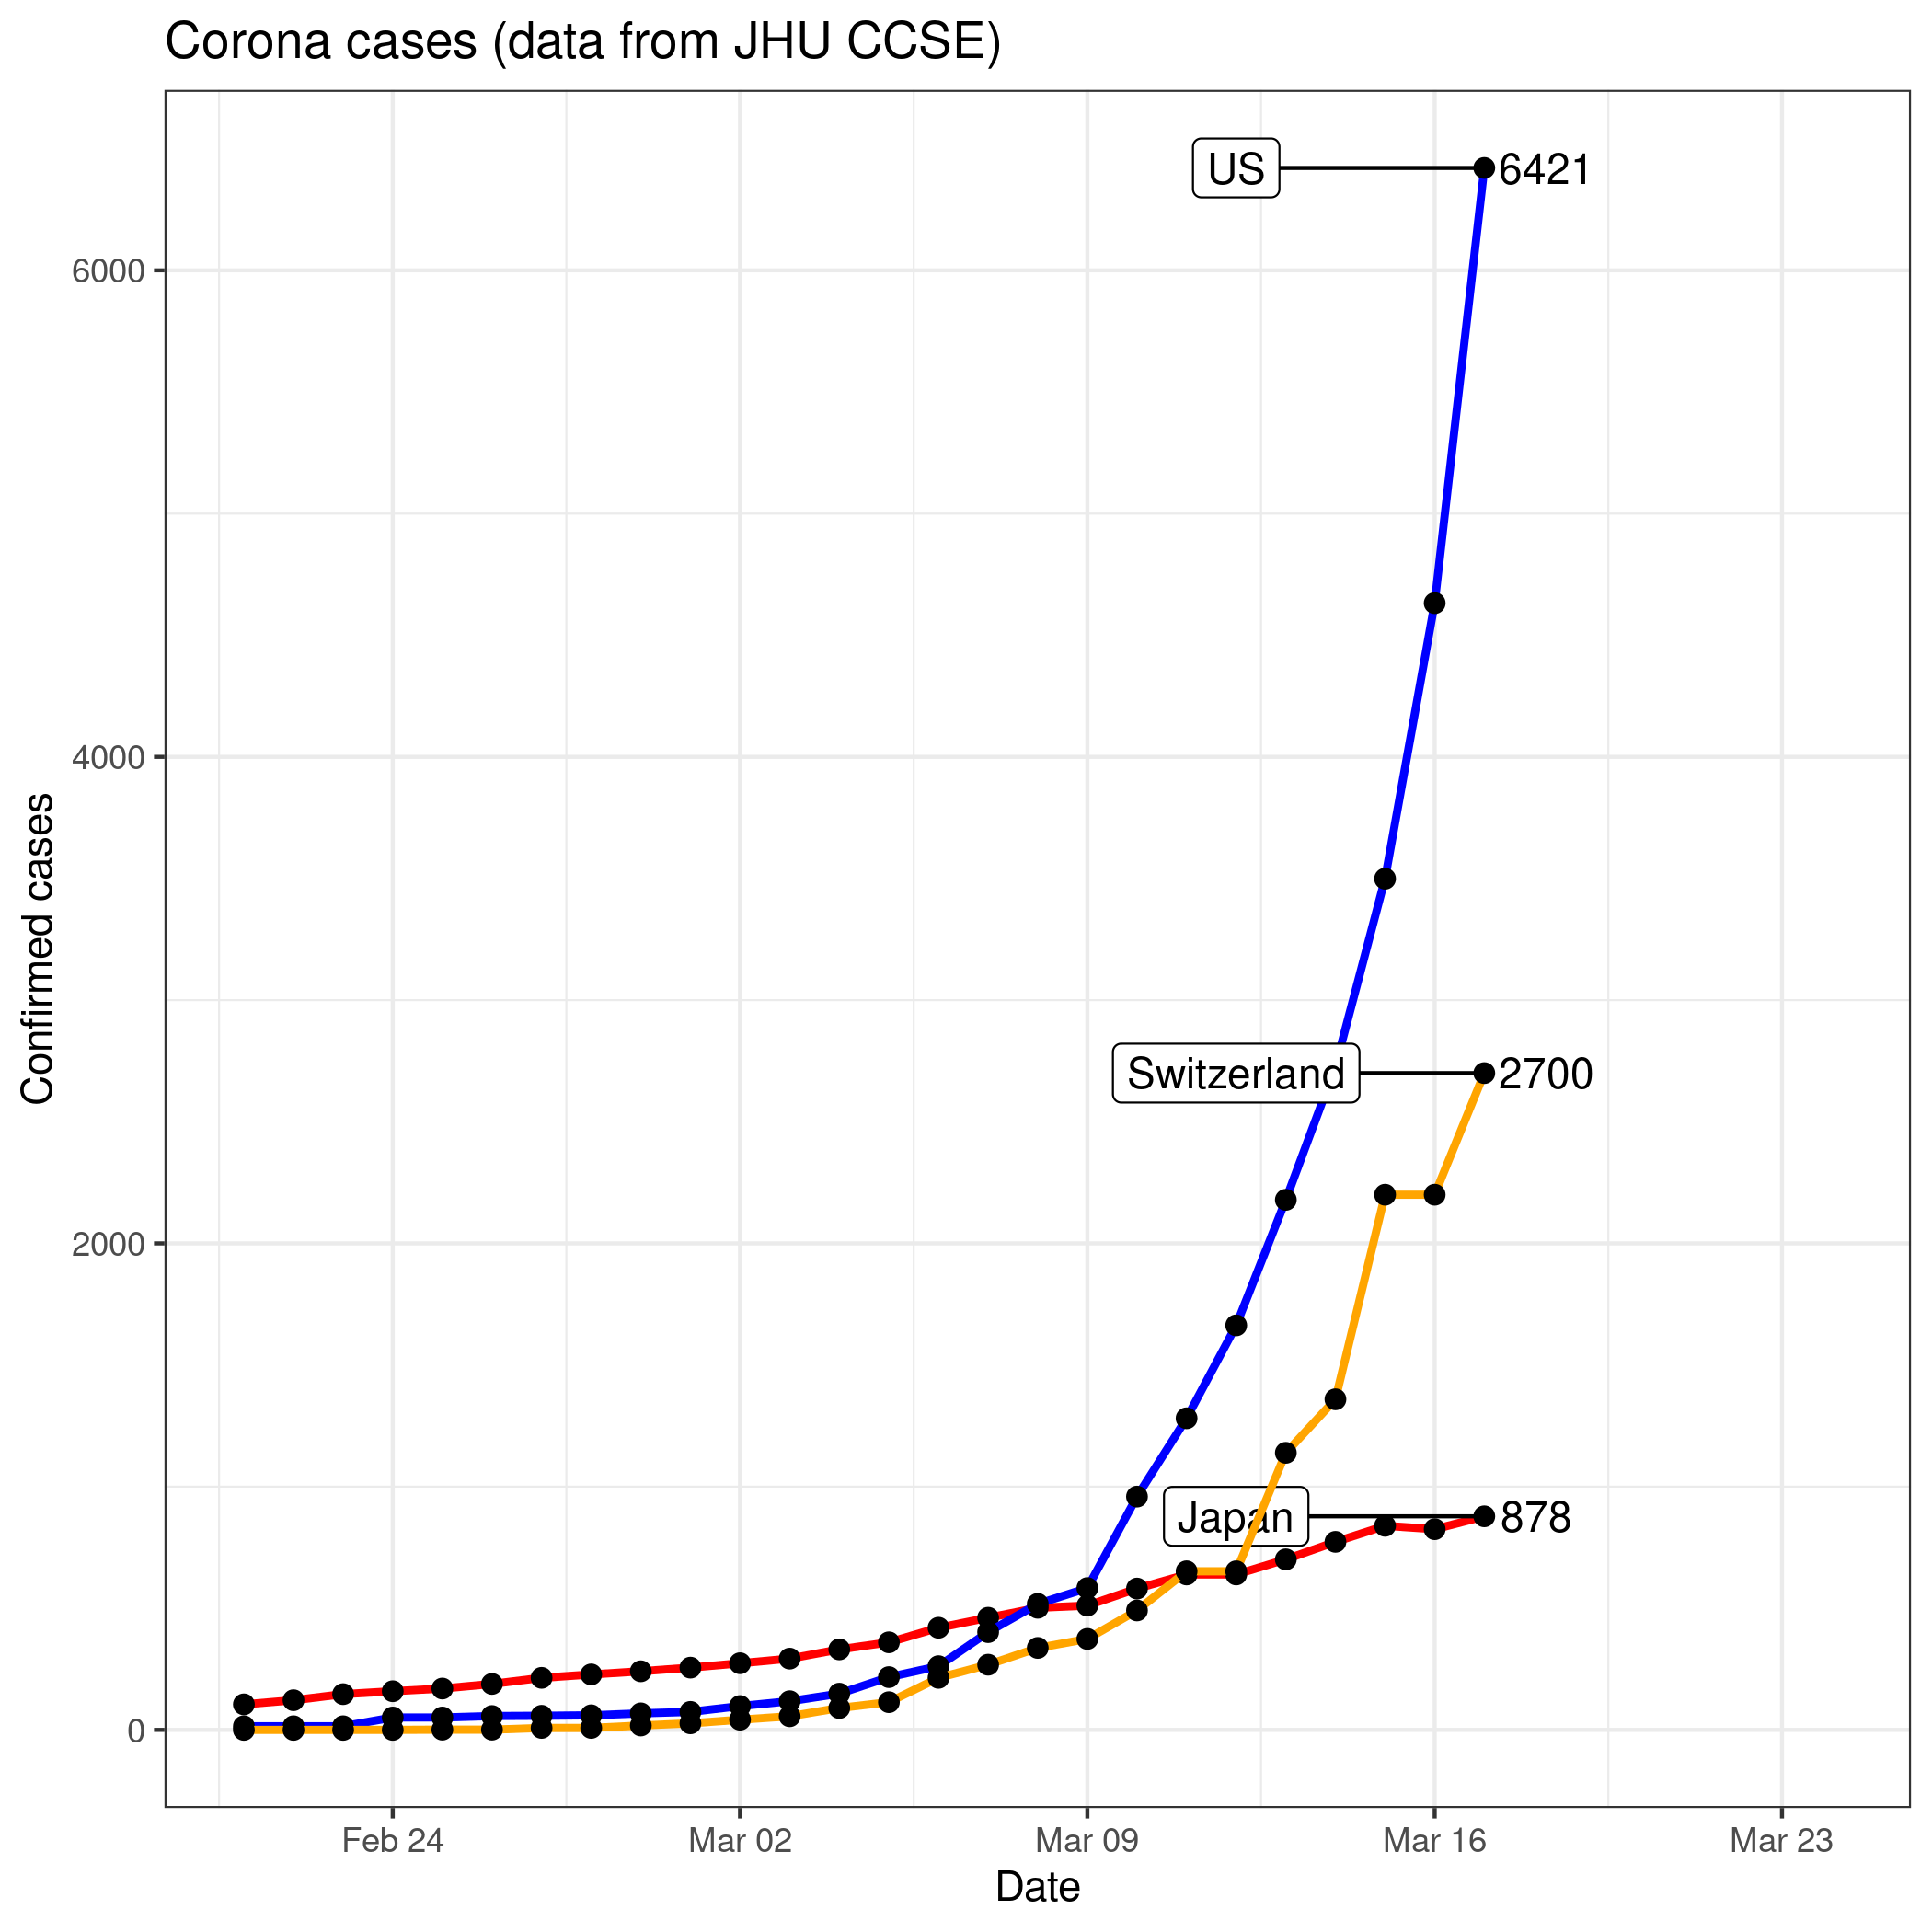 Corona cases (data from JHU CCSE)
US
6421
6000
4000
Confirmed cases
Switzerland
2700
2000
Japan
878
0
Feb 24
Mar 02
Mar 09
Mar 16
Mar 23
Date